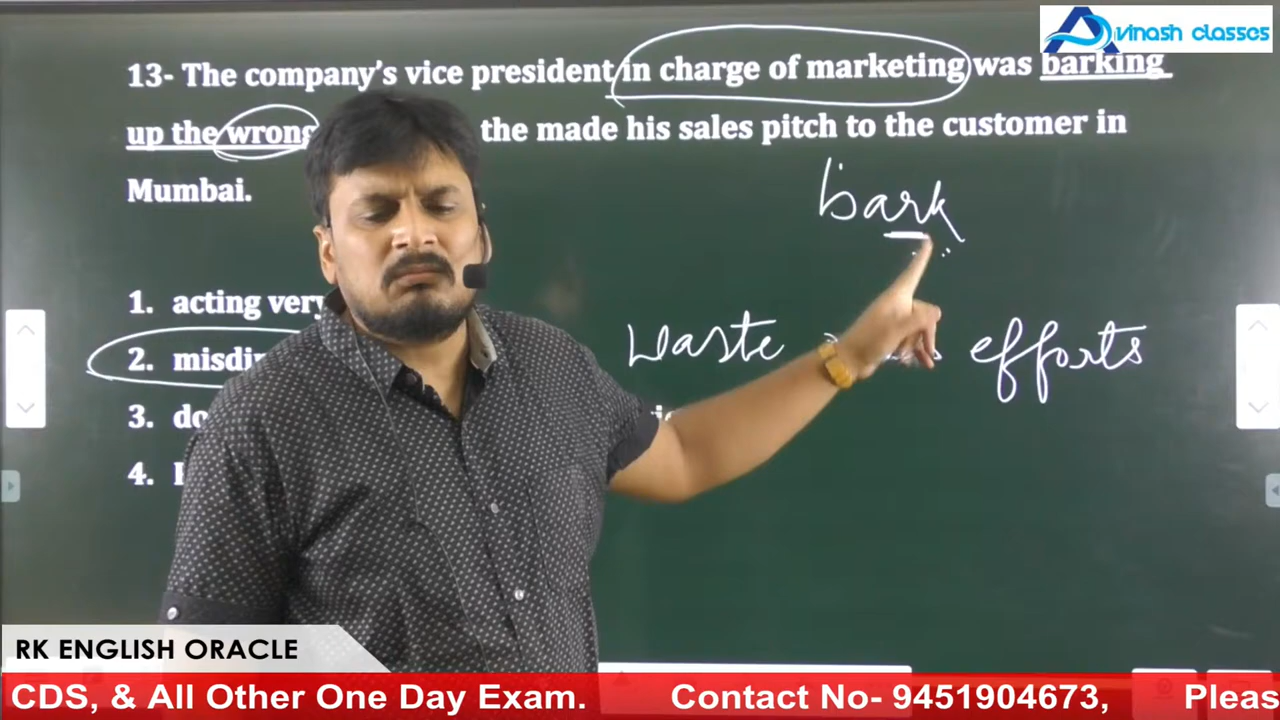 Avinash classes
13- The company's vice president in charge of marketing was barking
up the wrong the made his sales pitch to the customer in
Mumbai.
bark
1. acting very
waste efforts
2. misdi
3. do
4.
RK ENGLISH ORACLE
CDS, & All Other One Day Exam. Contact No- 9451904673, Pleas